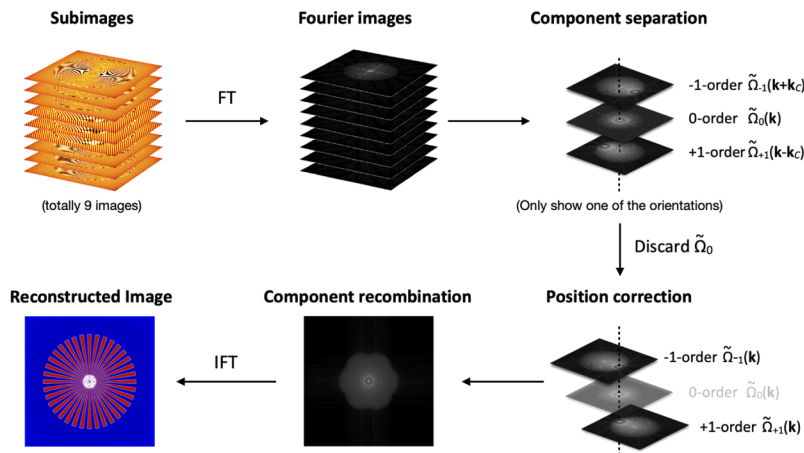 Subimages
Fourier images
Component separation
FT
-1-order Ω̃-1(k+kC)
0-order Ω̃0(k)
+1-order Ω̃+1(k-kC)
(totally 9 images)
(Only show one of the orientations)
Discard Ω̃0
Reconstructed Image
Component recombination
Position correction
IFT
-1-order Ω̃-1(k)
0-order Ω̃0(k)
+1-order Ω̃+1(k)